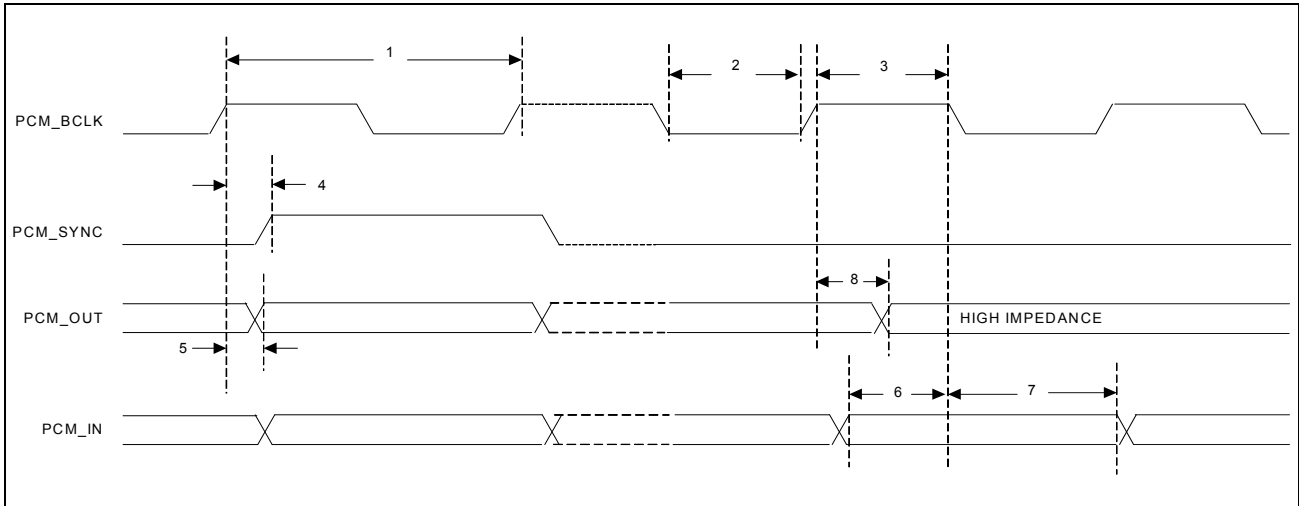 1
2
3
PCM_BCLK
4
PCM_SYNC
8
PCM_OUT
HIGH IMPEDANCE
5
6
7
PCM_IN